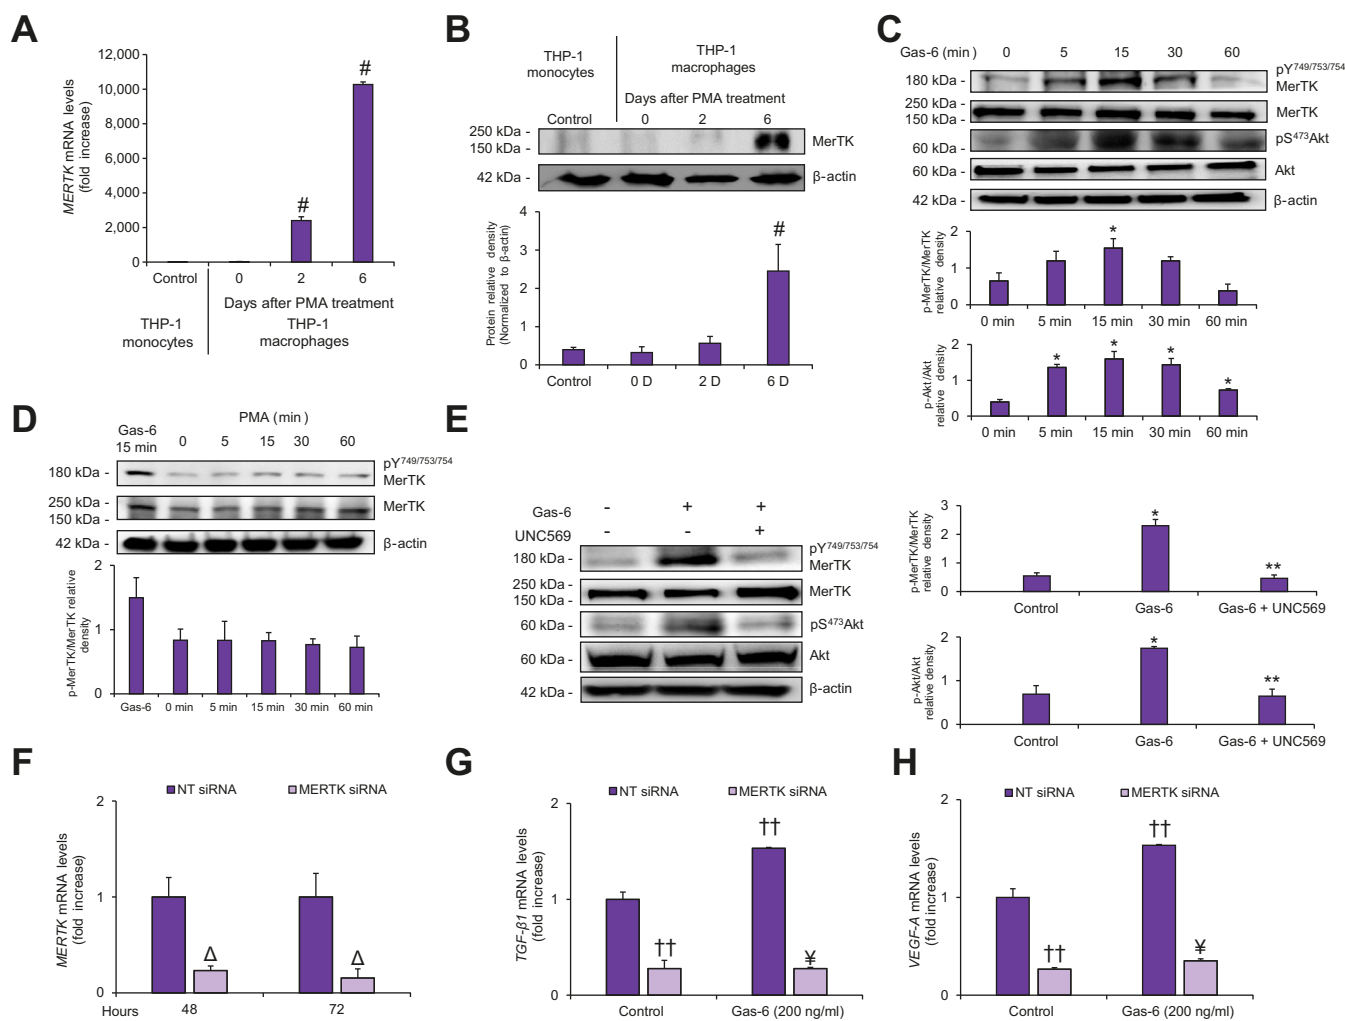 A
MERTK mRNA levels
(fold increase)
12,000
10,000
8,000
6,000
4,000
2,000
0
#
#
Control
0
2
6
Days after PMA treatment
THP-1
monocytes
THP-1
macrophages
B
THP-1
monocytes
THP-1
macrophages
Days after PMA treatment
Control
0
2
6
250 kDa -
150 kDa -
MerTK
42 kDa -
β-actin
Protein relative density
(Normalized to β-actin)
4
3
2
1
0
#
Control
0 D
2 D
6 D
C
Gas-6 (min)
0
5
15
30
60
180 kDa -
pY749/753/754
MerTK
250 kDa -
150 kDa -
MerTK
60 kDa -
pS473Akt
60 kDa -
Akt
42 kDa -
β-actin
p-MerTK/MerTK
relative density
2
1
0
*
0 min
5 min
15 min
30 min
60 min
p-Akt/Akt
relative density
2
1
0
*
*
*
*
0 min
5 min
15 min
30 min
60 min
D
Gas-6
15 min
PMA (min)
0
5
15
30
60
180 kDa -
pY749/753/754
MerTK
250 kDa -
150 kDa -
MerTK
42 kDa -
β-actin
p-MerTK/MerTK relative
density
2
1
0
Gas-6
0 min
5 min
15 min
30 min
60 min
E
Gas-6
-
+
+
UNC569
-
-
+
180 kDa -
pY749/753/754
MerTK
250 kDa -
150 kDa -
MerTK
60 kDa -
pS473Akt
60 kDa -
Akt
42 kDa -
β-actin
p-MerTK/MerTK
relative density
3
2
1
0
*
**
Control
Gas-6
Gas-6 + UNC569
p-Akt/Akt
relative density
2
1
0
*
**
Control
Gas-6
Gas-6 + UNC569
F
NT siRNA
MERTK siRNA
MERTK mRNA levels
(fold increase)
2
1
0
Δ
Δ
Hours
48
72
G
NT siRNA
MERTK siRNA
TGF-β1 mRNA levels
(fold increase)
2
1
0
††
††
¥
Control
Gas-6 (200 ng/ml)
H
NT siRNA
MERTK siRNA
VEGF-A mRNA levels
(fold increase)
2
1
0
††
††
¥
Control
Gas-6 (200 ng/ml)